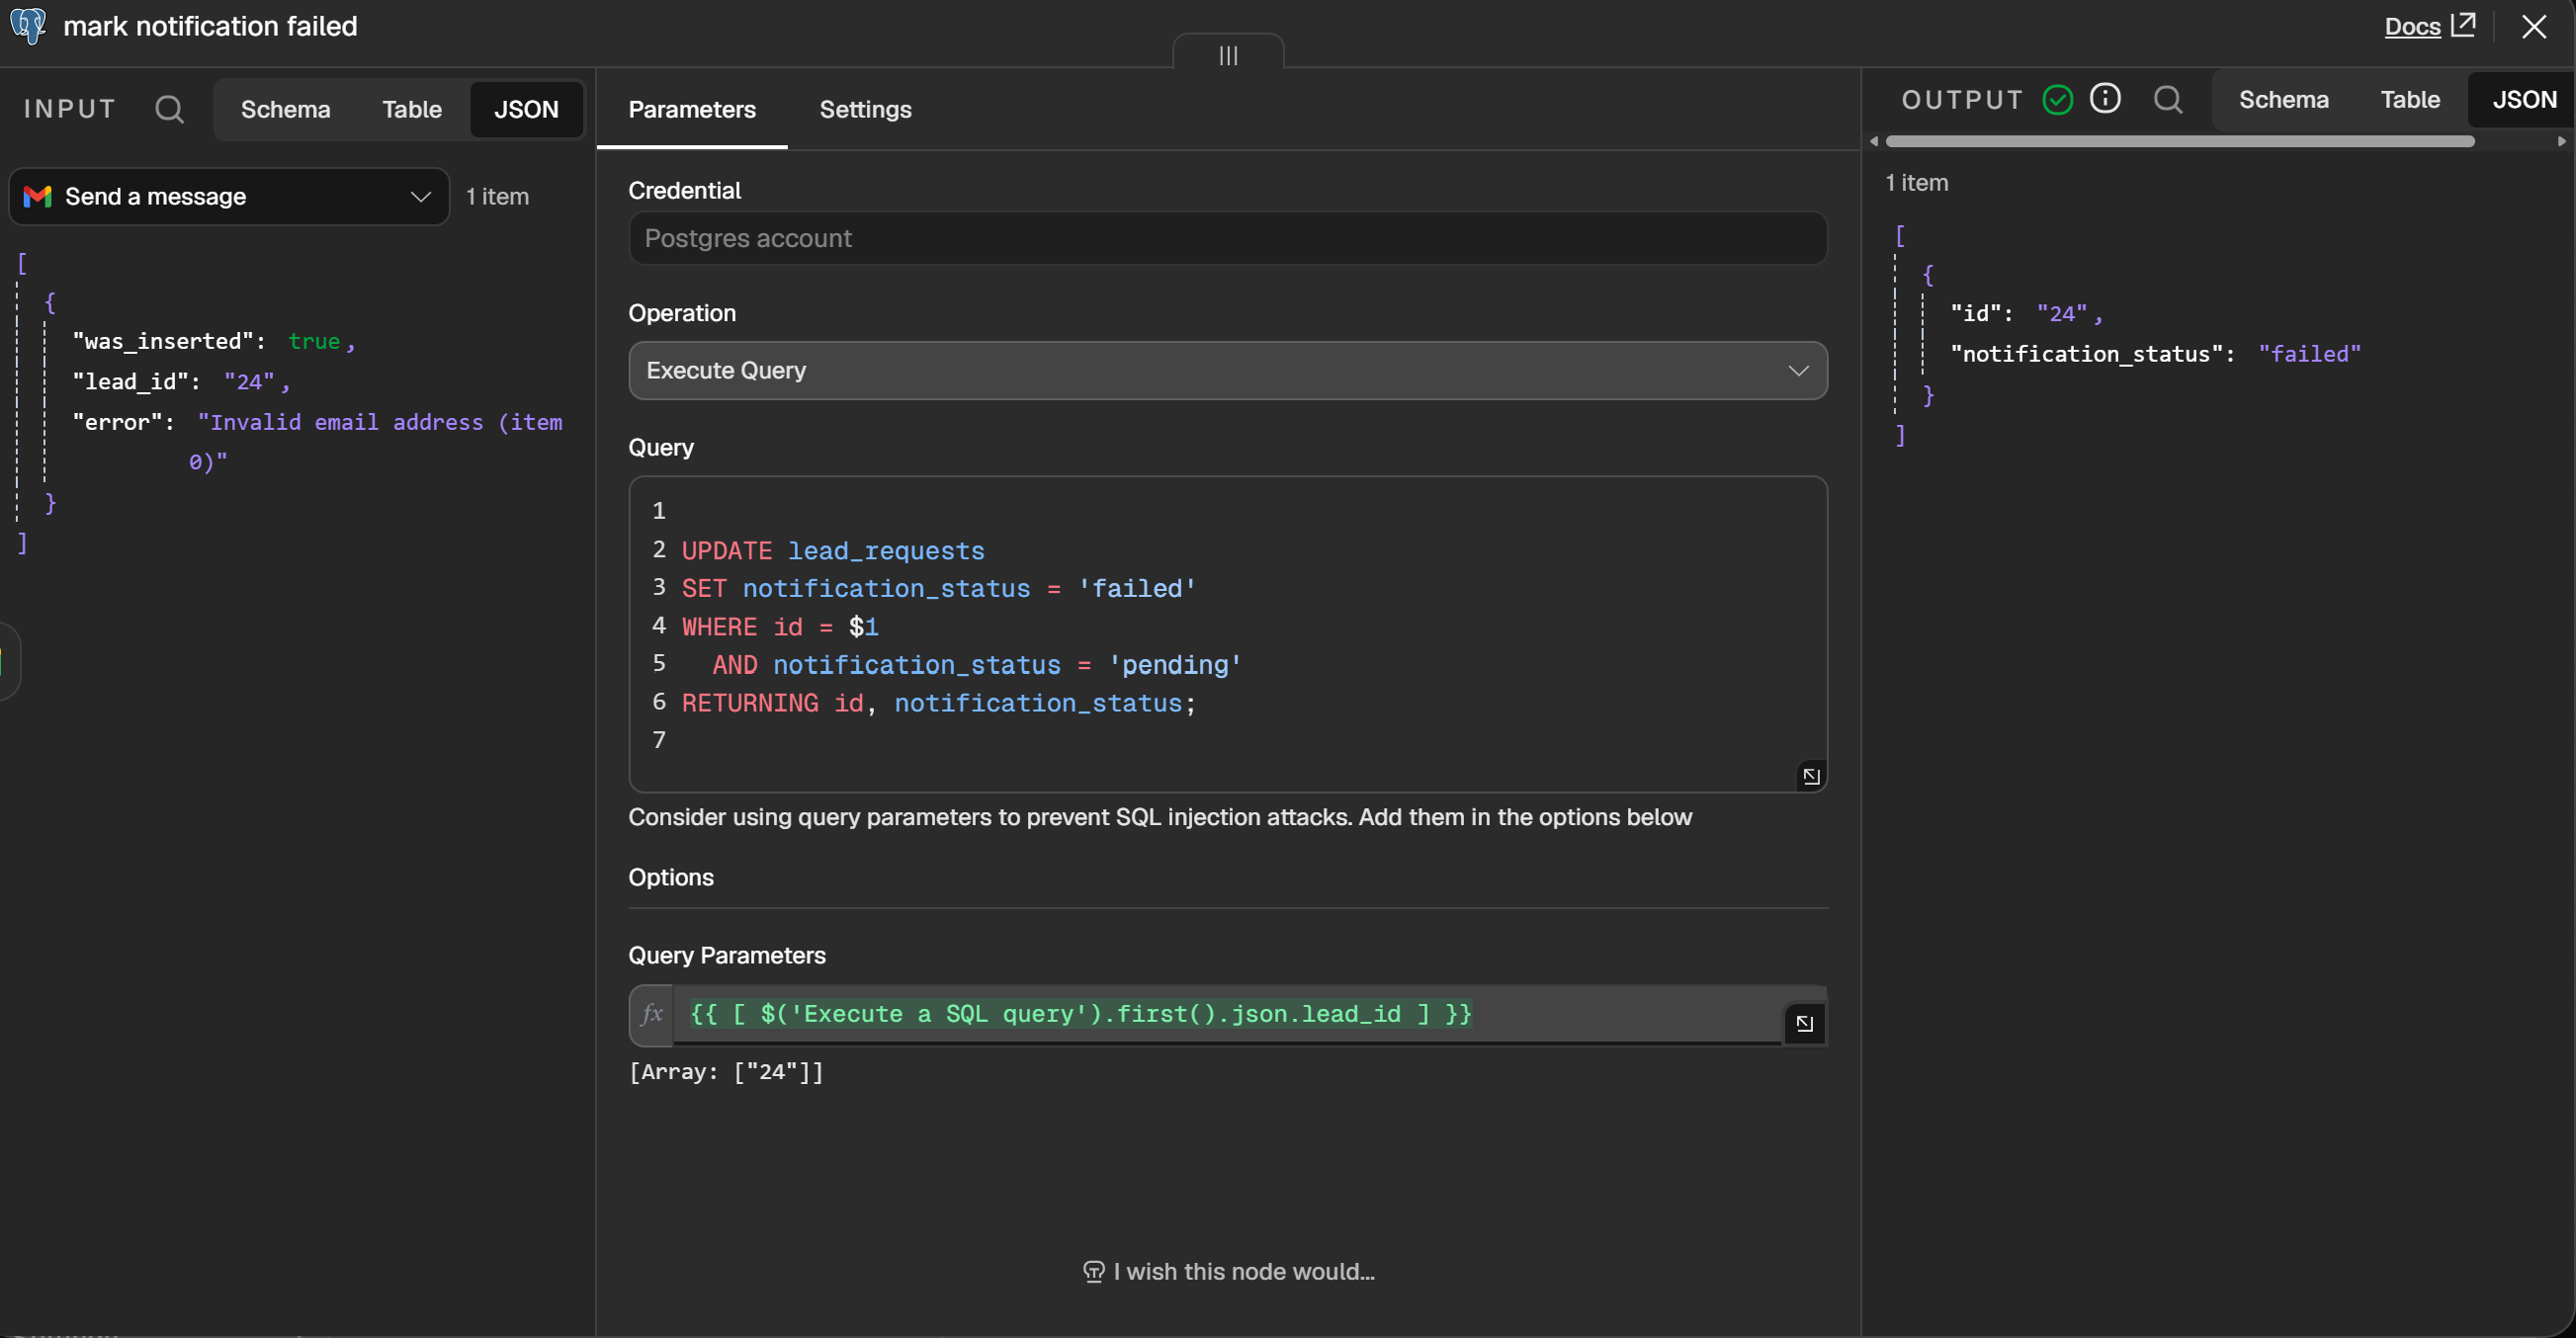 mark notification failed
Docs
INPUT
Schema
Table
JSON
Send a message
1 item
[
{
"was_inserted": true,
"lead_id": "24",
"error": "Invalid email address (item
0)"
}
]
Parameters
Settings
Credential
Postgres account
Operation
Execute Query
Query
1
2 UPDATE lead_requests
3 SET notification_status = 'failed'
4 WHERE id = $1
5 AND notification_status = 'pending'
6 RETURNING id, notification_status;
7
Consider using query parameters to prevent SQL injection attacks. Add them in the options below
Options
Query Parameters
fx {{ [ $('Execute a SQL query').first().json.lead_id ] }}
[Array: ["24"]]
I wish this node would...
OUTPUT
Schema
Table
JSON
1 item
[
{
"id": "24",
"notification_status": "failed"
}
]